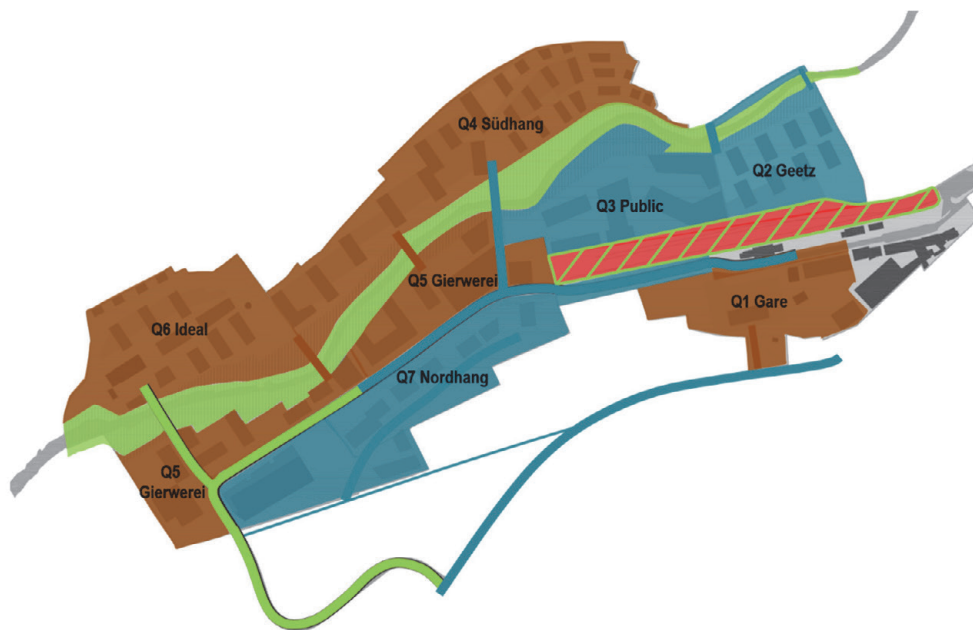 Q4 Südhang
Q2 Geetz
Q3 Public
Q5 Gierwerei
Q1 Gare
Q6 Ideal
Q7 Nordhang
Q5
Gierwerei